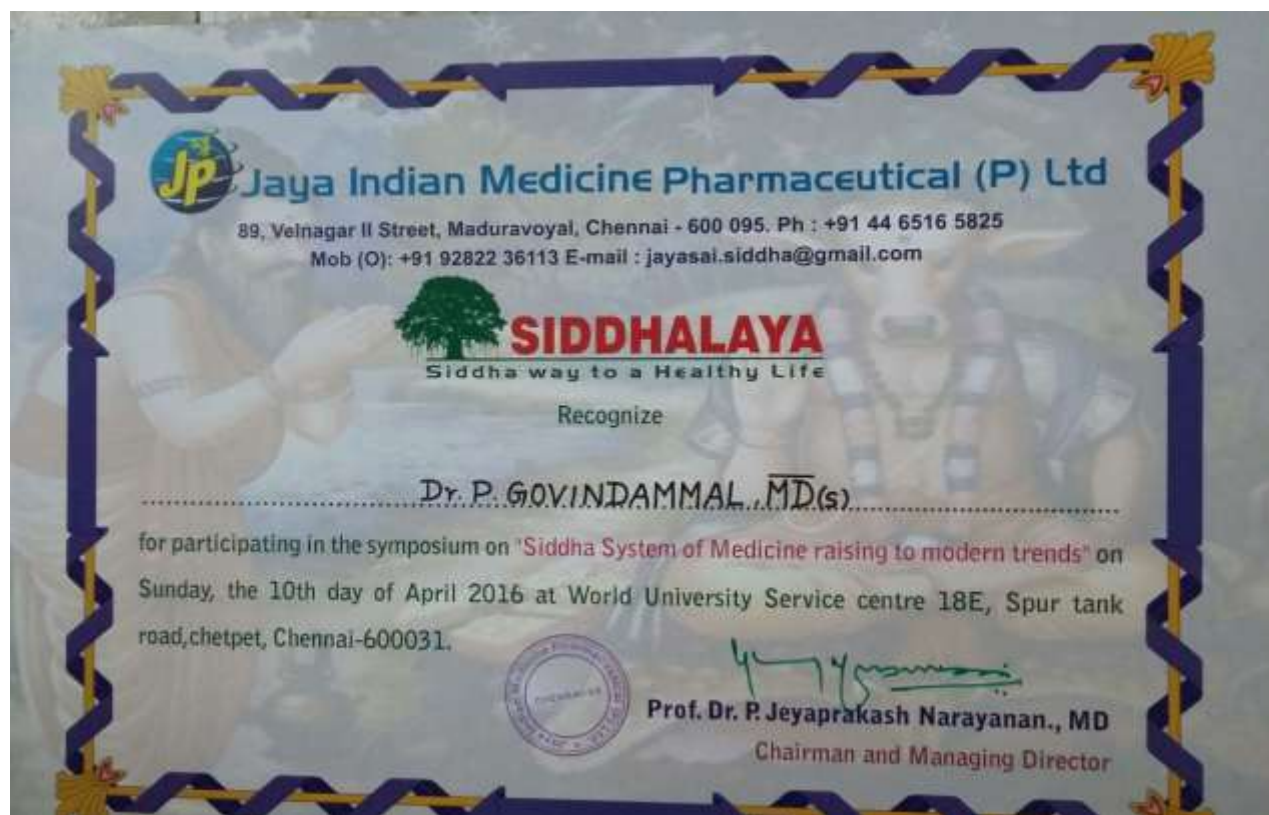 JP
Jaya Indian Medicine Pharmaceutical (P) Ltd
89, Velnagar II Street, Maduravoyal, Chennai - 600 095. Ph : +91 44 6516 5825
Mob (O): +91 92822 36113 E-mail : jayasai.siddha@gmail.com
SIDDHALAYA
Siddha way to a Healthy Life
Recognize
Dr. P. GOVINDAMMAL, MD(s)
for participating in the symposium on "Siddha System of Medicine raising to modern trends" on
Sunday, the 10th day of April 2016 at World University Service centre 18E, Spur tank
road,chetpet, Chennai-600031.
Prof. Dr. P. Jeyaprakash Narayanan., MD
Chairman and Managing Director